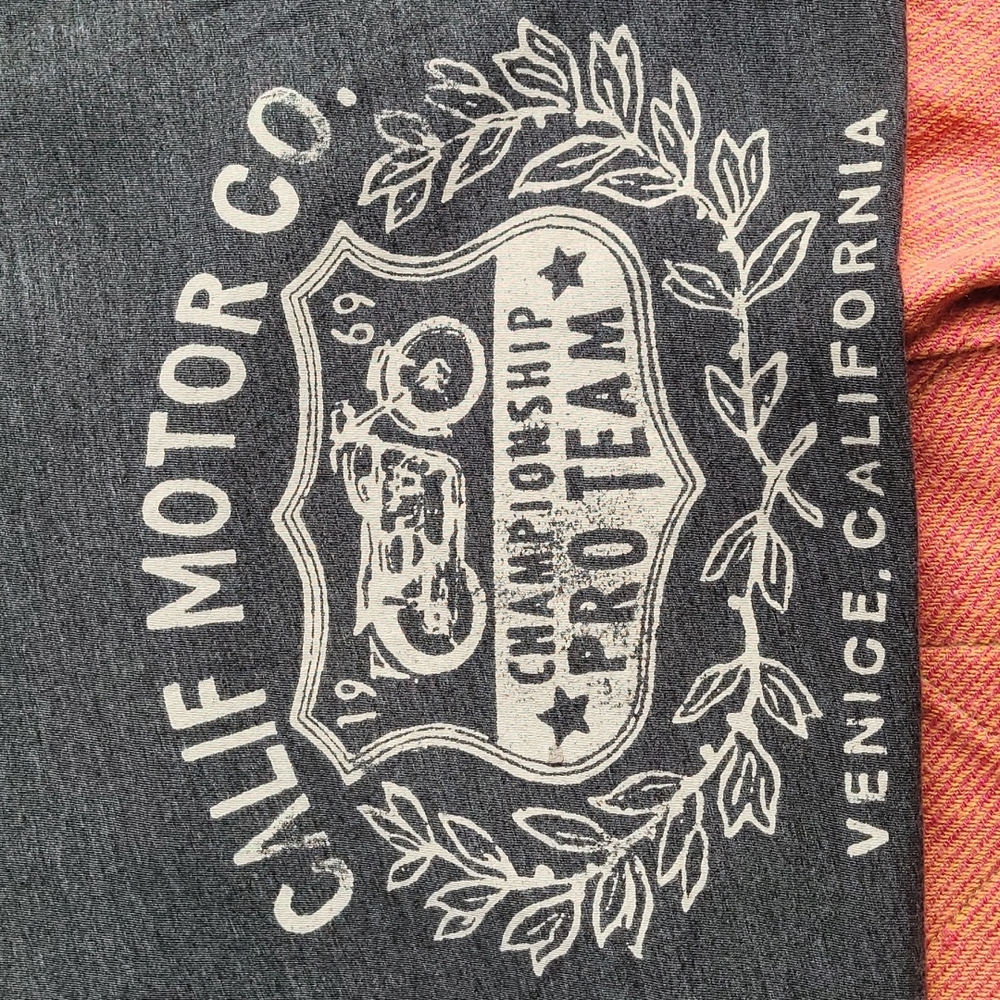 CALIF MOTOR CO.
19 69
CHAMPIONSHIP
PRO TEAM
VENICE, CALIFORNIA